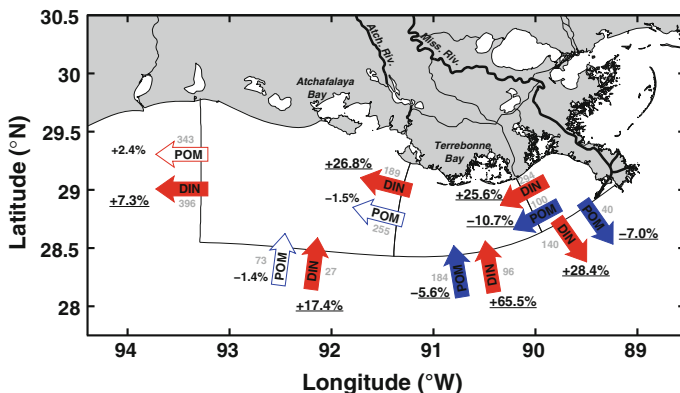 30.5
30
29.5
29
28.5
28
Latitude (°N)
94
93
92
91
90
89
Longitude (°W)
Atch. Riv.
Miss. Riv.
Atchafalaya
Bay
Terrebonne
Bay
343
+2.4%
POM
DIN
+7.3%
396
+26.8%
189
DIN
–1.5%
POM
255
+25.6%
DIN
100
–10.7%
POM
POM
40
–7.0%
DIN
140
+28.4%
73
POM
–1.4%
DIN
27
+17.4%
184
POM
–5.6%
DIN
96
+65.5%